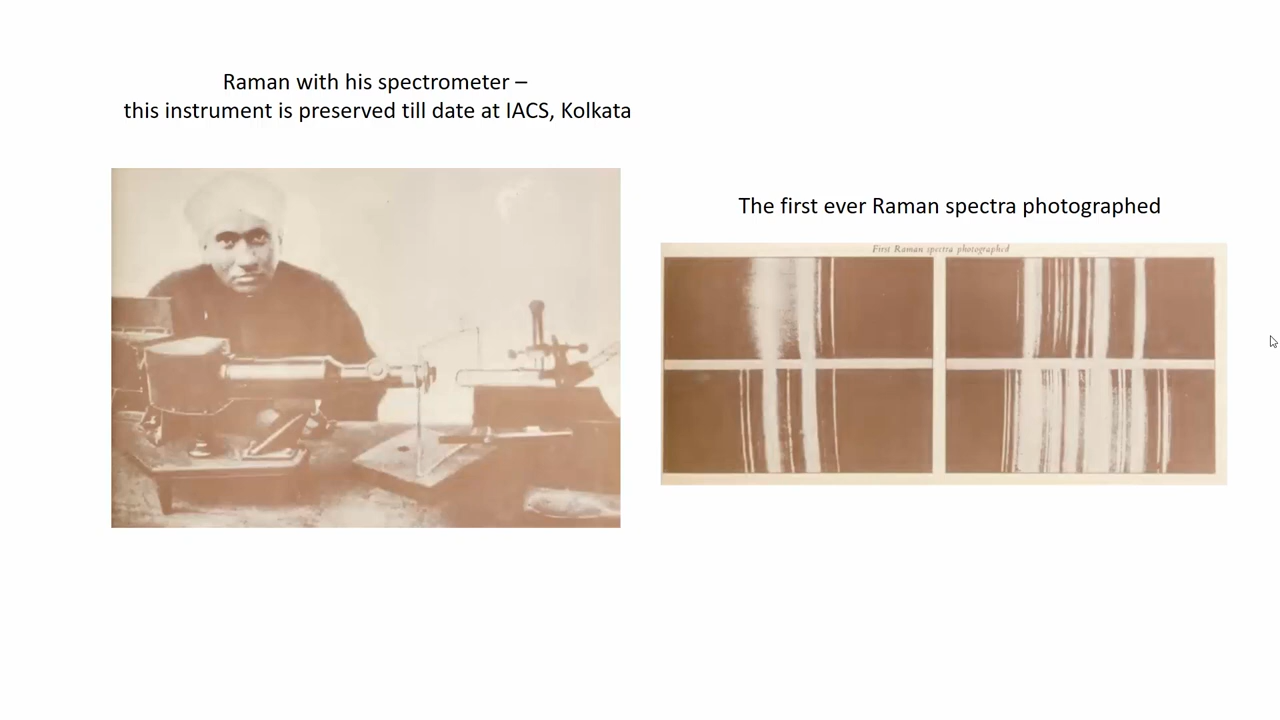 Raman with his spectrometer –
this instrument is preserved till date at IACS, Kolkata
The first ever Raman spectra photographed
First Raman spectra photographed